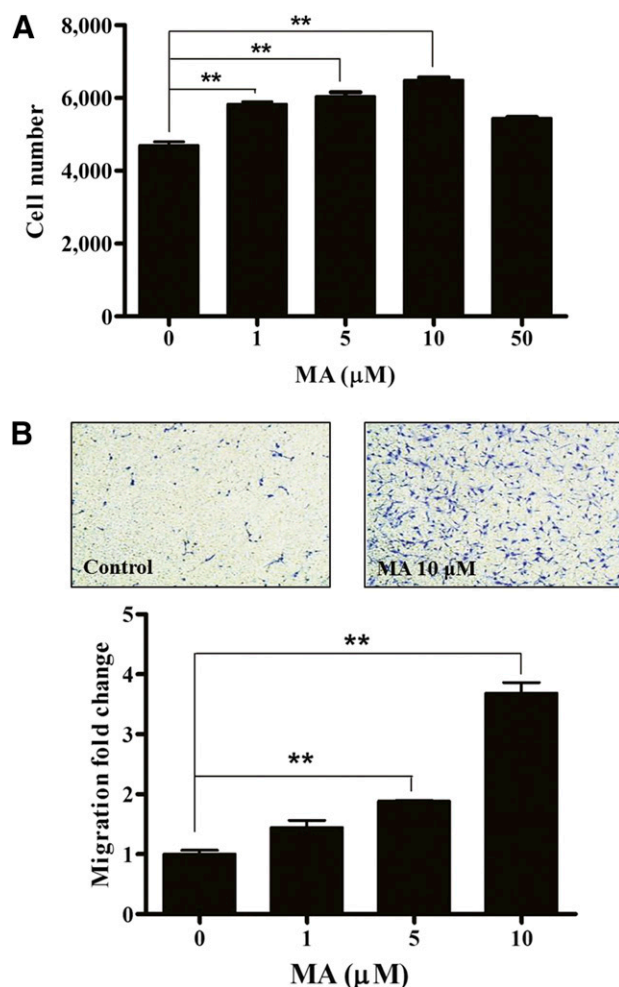 A
8,000
6,000
4,000
2,000
0
Cell number
**
**
**
0 1 5 10 50
MA (μM)
B
Control
MA 10 μM
5
4
3
2
1
0
Migration fold change
**
**
0 1 5 10
MA (μM)